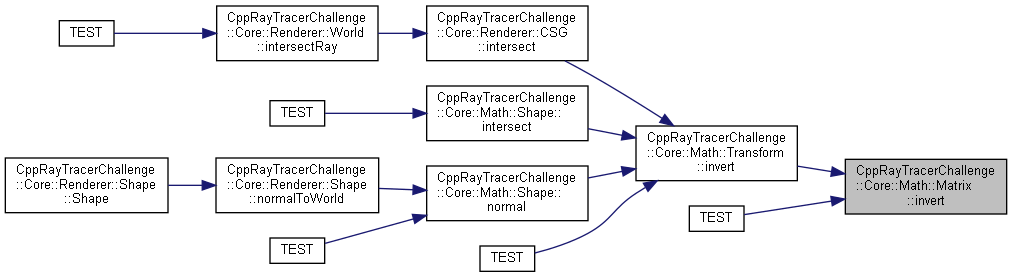 CppRayTracerChallenge
::Core::Renderer::World
::intersectRay
CppRayTracerChallenge
::Core::Renderer::CSG
::intersect
TEST
CppRayTracerChallenge
::Core::Math::Shape::
intersect
TEST
CppRayTracerChallenge
::Core::Math::Transform
::invert
CppRayTracerChallenge
::Core::Renderer::Shape
::Shape
CppRayTracerChallenge
::Core::Renderer::Shape
::normalToWorld
CppRayTracerChallenge
::Core::Math::Shape::
normal
CppRayTracerChallenge
::Core::Math::Matrix
::invert
TEST
TEST
TEST